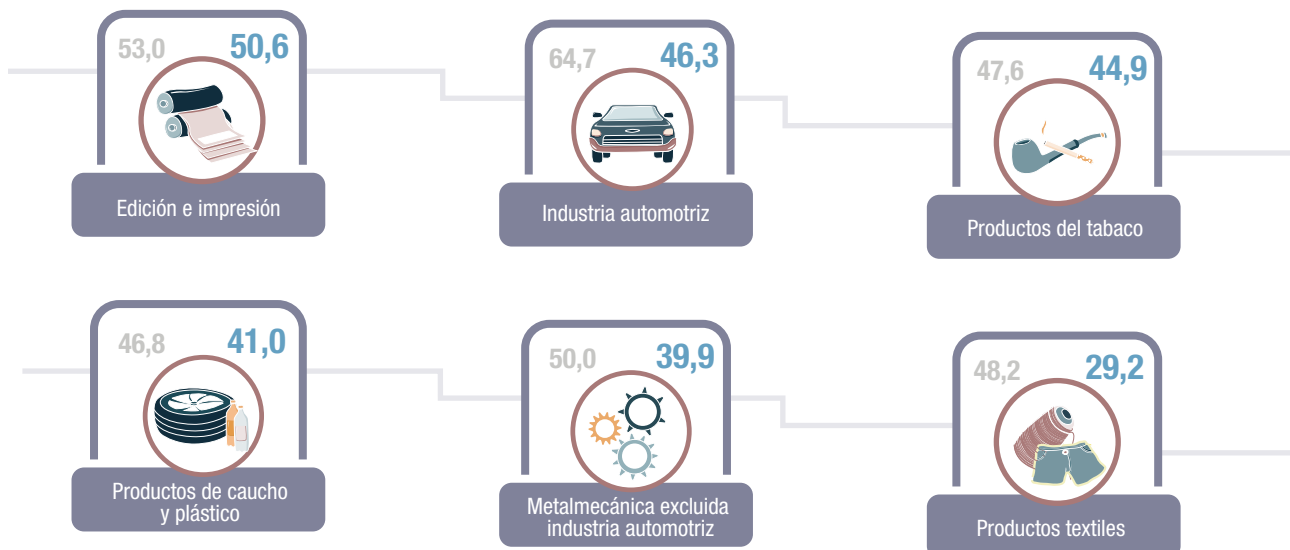 53,0 50,6
Edición e impresión
64,7 46,3
Industria automotriz
47,6 44,9
Productos del tabaco
46,8 41,0
Productos de caucho
y plástico
50,0 39,9
Metalmecánica excluida
industria automotriz
48,2 29,2
Productos textiles